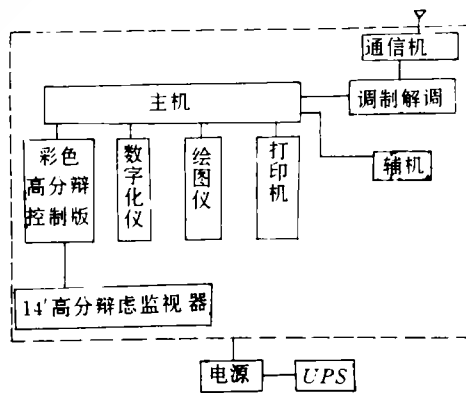 通信机
主机
调制解调
彩色
高分辩
控制版
数字化仪
绘图仪
打印机
辅机
14'高分辩虑监视器
电源
UPS